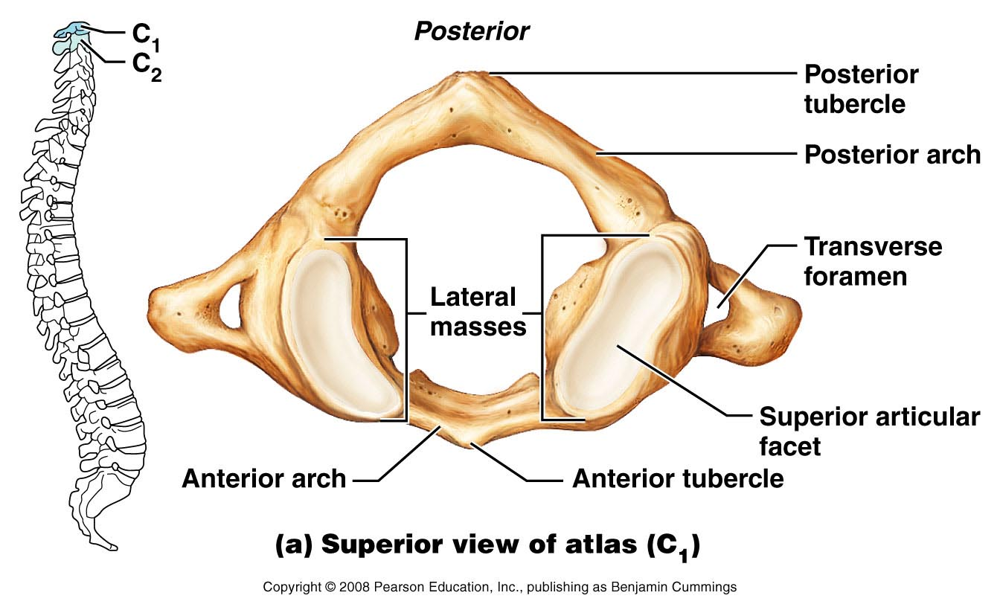 C1
C2
Posterior
Posterior
tubercle
Posterior arch
Transverse
foramen
Lateral
masses
Superior articular
facet
Anterior arch
Anterior tubercle
(a) Superior view of atlas (C1)
Copyright © 2008 Pearson Education, Inc., publishing as Benjamin Cummings